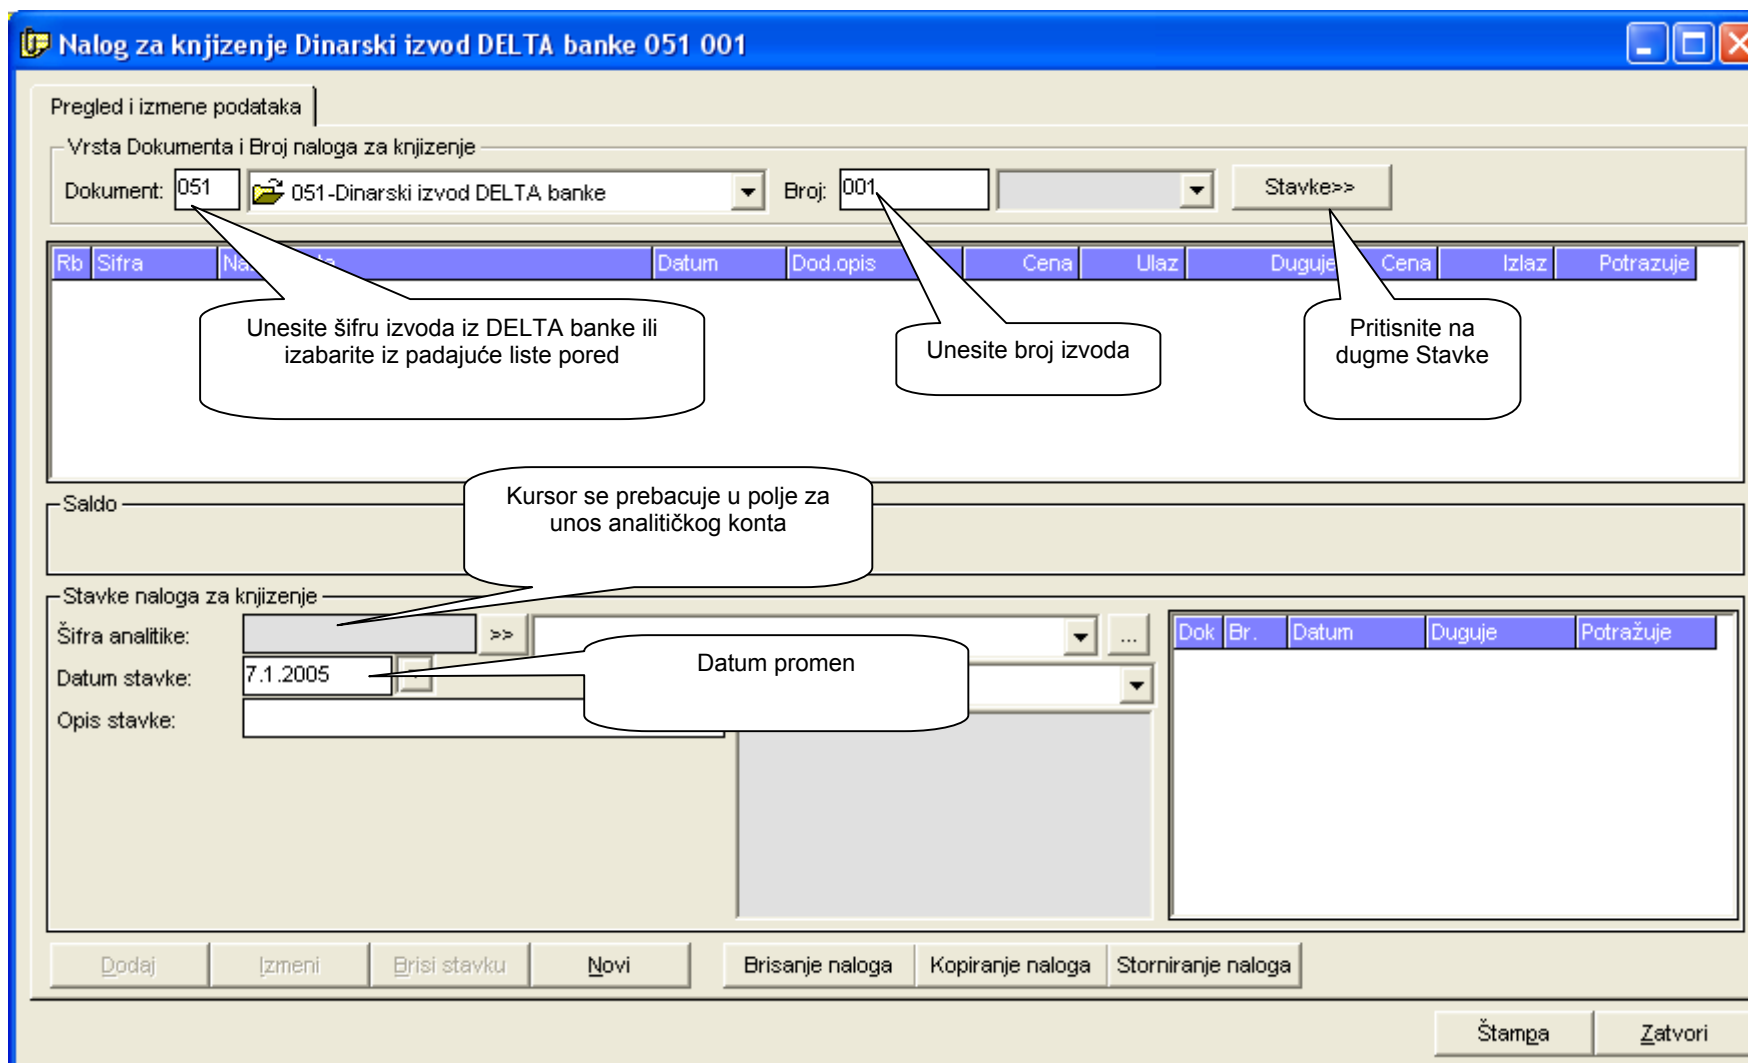 Nalog za knjizenje Dinarski izvod DELTA banke 051 001
Pregled i izmene podataka
Vrsta Dokumenta i Broj naloga za knjizenje
Dokument: 051 051-Dinarski izvod DELTA banke Broj: 001 Stavke>>
Rb Sifra Datum Dod.opis Cena Ulaz Duguje Cena Izlaz Potrazuje
Unesite šifru izvoda iz DELTA banke ili
izabarite iz padajuće liste pored
Unesite broj izvoda
Pritisnite na
dugme Stavke
Saldo
Kursor se prebacuje u polje za
unos analitičkog konta
Stavke naloga za knjizenje
Šifra analitike: >> ...
Datum stavke: 7.1.2005
Datum promen
Opis stavke:
Dok Br. Datum Duguje Potražuje
Dodaj Izmeni Brisi stavku Novi Brisanje naloga Kopiranje naloga Storniranje naloga
Štampa Zatvori